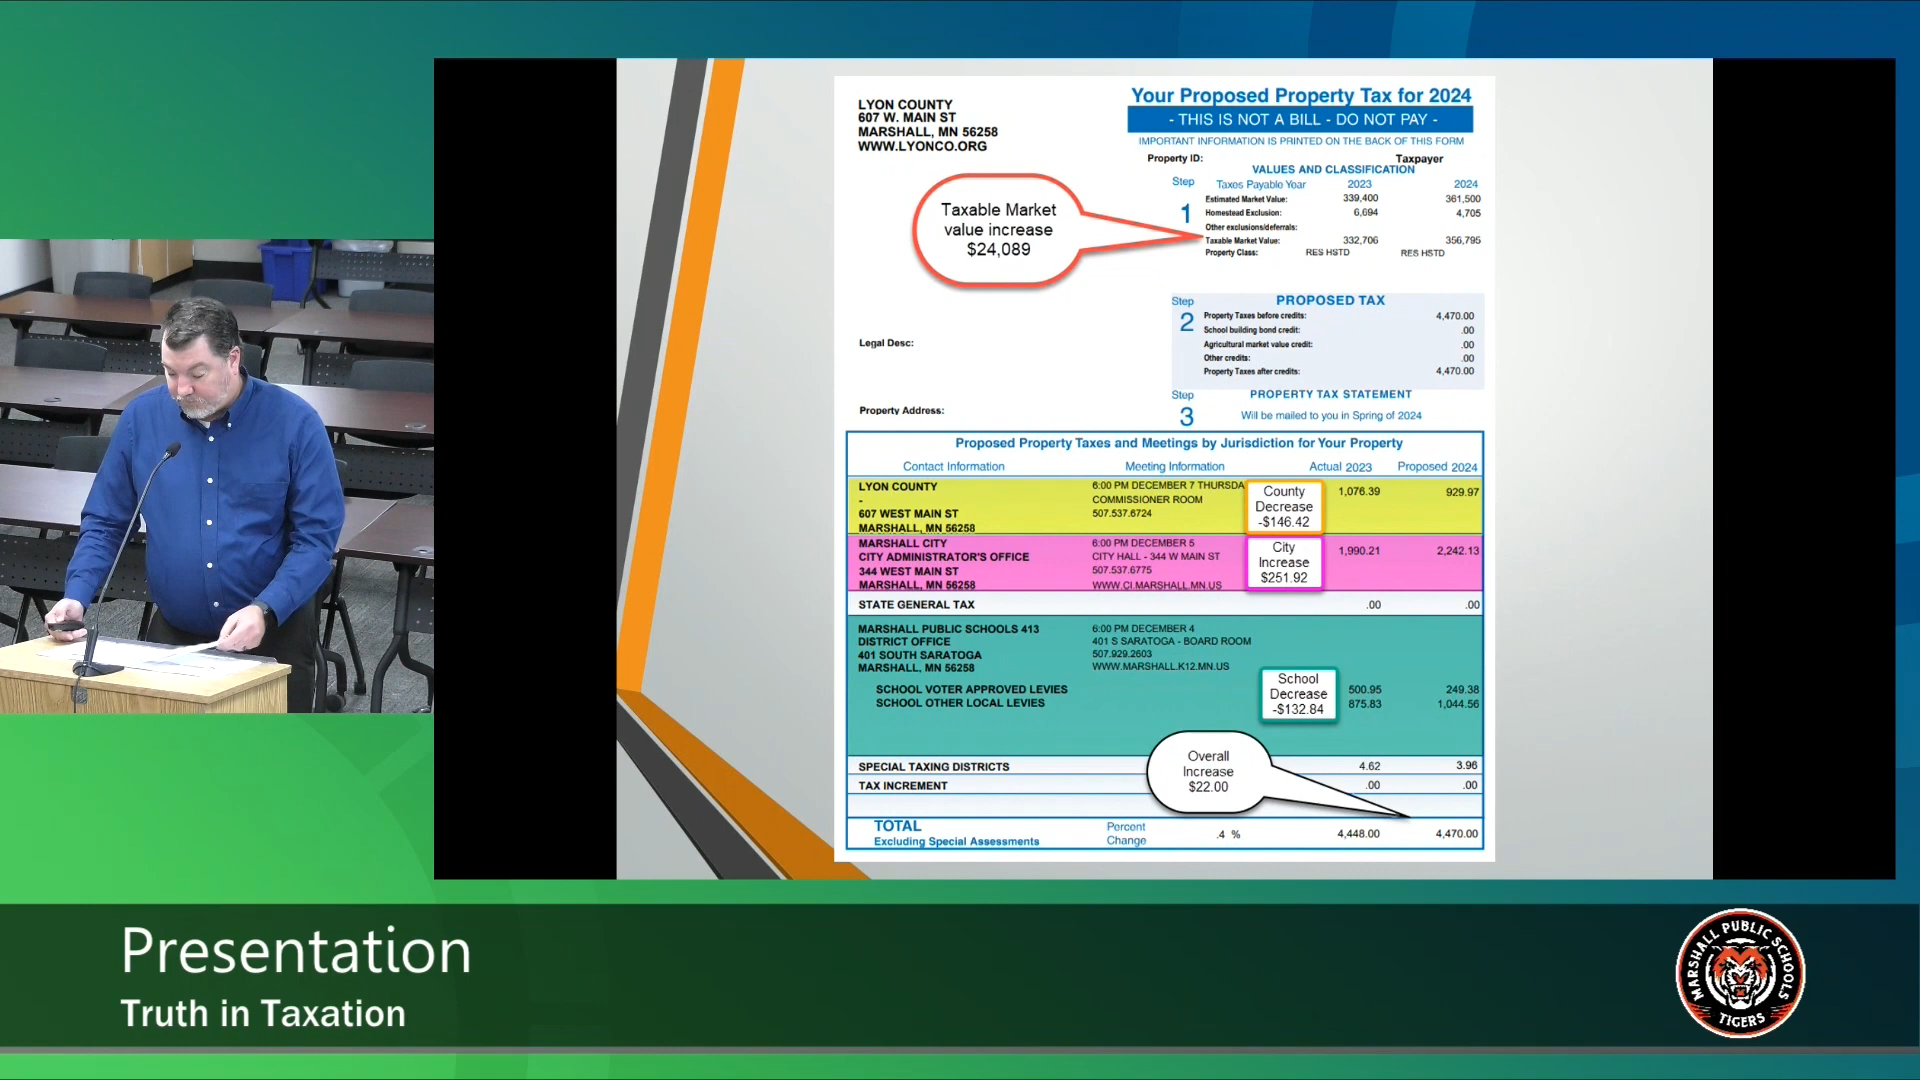 LYON COUNTY
607 W. MAIN ST
MARSHALL, MN 56258
WWW.LYONCO.ORG
Your Proposed Property Tax for 2024
- THIS IS NOT A BILL - DO NOT PAY -
IMPORTANT INFORMATION IS PRINTED ON THE BACK OF THIS FORM
Property ID: Taxpayer
VALUES AND CLASSIFICATION
Step 1
Taxes Payable Year 2023 2024
Estimated Market Value: 339,400 361,500
Homestead Exclusion: 6,694 4,705
Other exclusions/deferrals:
Taxable Market Value: 332,706 356,795
Property Class: RES HSTD RES HSTD
Taxable Market
value increase
$24,089
Step 2
PROPOSED TAX
Property Taxes before credits: 4,470.00
School building bond credit: .00
Agricultural market value credit: .00
Other credits: .00
Property Taxes after credits: 4,470.00
Legal Desc:
Step 3
PROPERTY TAX STATEMENT
Will be mailed to you in Spring of 2024
Property Address:
Proposed Property Taxes and Meetings by Jurisdiction for Your Property
Contact Information Meeting Information Actual 2023 Proposed 2024
LYON COUNTY 6:00 PM DECEMBER 7 THURSDA 1,076.39 929.97
- COMMISSIONER ROOM
607 WEST MAIN ST 507.537.6724
MARSHALL, MN 56258
County
Decrease
-$146.42
MARSHALL CITY 6:00 PM DECEMBER 5 1,990.21 2,242.13
CITY ADMINISTRATOR'S OFFICE CITY HALL - 344 W MAIN ST
344 WEST MAIN ST 507.537.6775
MARSHALL, MN 56258 WWW.CI.MARSHALL.MN.US
City
Increase
$251.92
STATE GENERAL TAX .00 .00
MARSHALL PUBLIC SCHOOLS 413 6:00 PM DECEMBER 4
DISTRICT OFFICE 401 S SARATOGA - BOARD ROOM
401 SOUTH SARATOGA 507.929.2603
MARSHALL, MN 56258 WWW.MARSHALL.K12.MN.US
SCHOOL VOTER APPROVED LEVIES 500.95 249.38
SCHOOL OTHER LOCAL LEVIES 875.83 1,044.56
School
Decrease
-$132.84
Overall
Increase
$22.00
SPECIAL TAXING DISTRICTS 4.62 3.96
TAX INCREMENT .00 .00
TOTAL Percent .4 % 4,448.00 4,470.00
Excluding Special Assessments Change
Presentation
Truth in Taxation
MARSHALL PUBLIC SCHOOLS
TIGERS